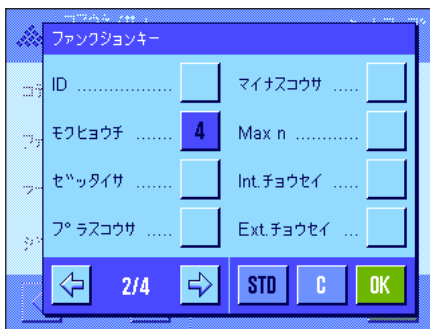 ファンクションキー
ID ..................
マイナスコウサ .....
モクヒョウチ ....... 4
Max n ...............
ゼッタイサ .......
Int.チョウセイ .....
プラスコウサ .....
Ext.チョウセイ ...
2/4 STD C OK